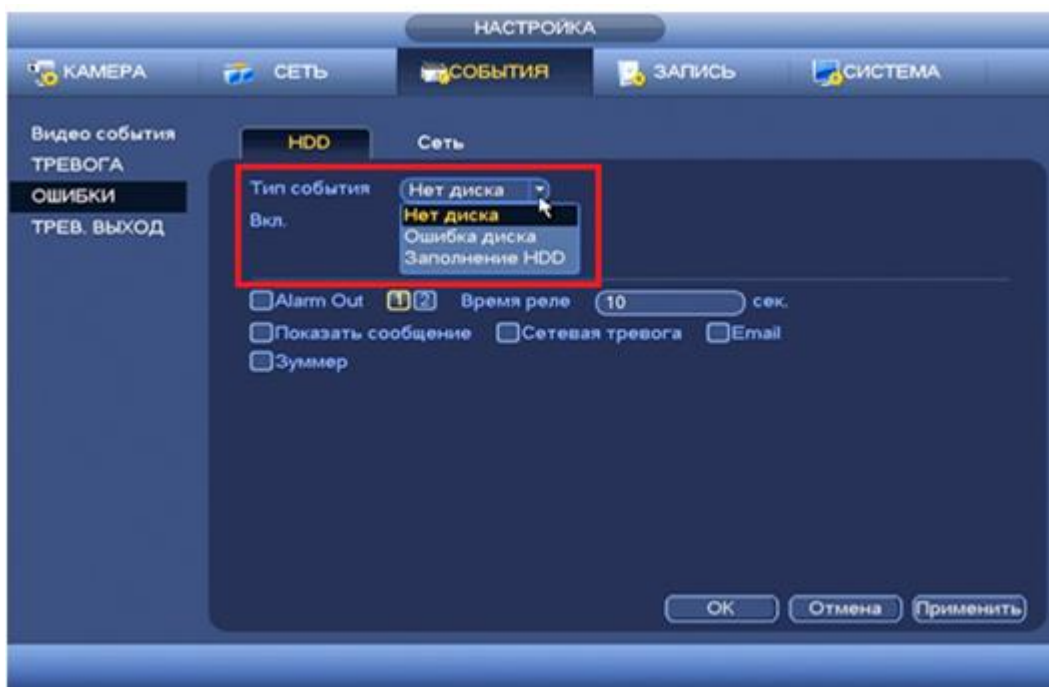 НАСТРОЙКА
КАМЕРА СЕТЬ СОБЫТИЯ ЗАПИСЬ СИСТЕМА
Видео события
ТРЕВОГА
ОШИБКИ
ТРЕВ. ВЫХОД
HDD Сеть
Тип события Нет диска
Вкл. Нет диска
Ошибка диска
Заполнение HDD
Alarm Out 1 2 Время реле 10 сек.
Показать сообщение Сетевая тревога Email
Зуммер
OK Отмена Применить